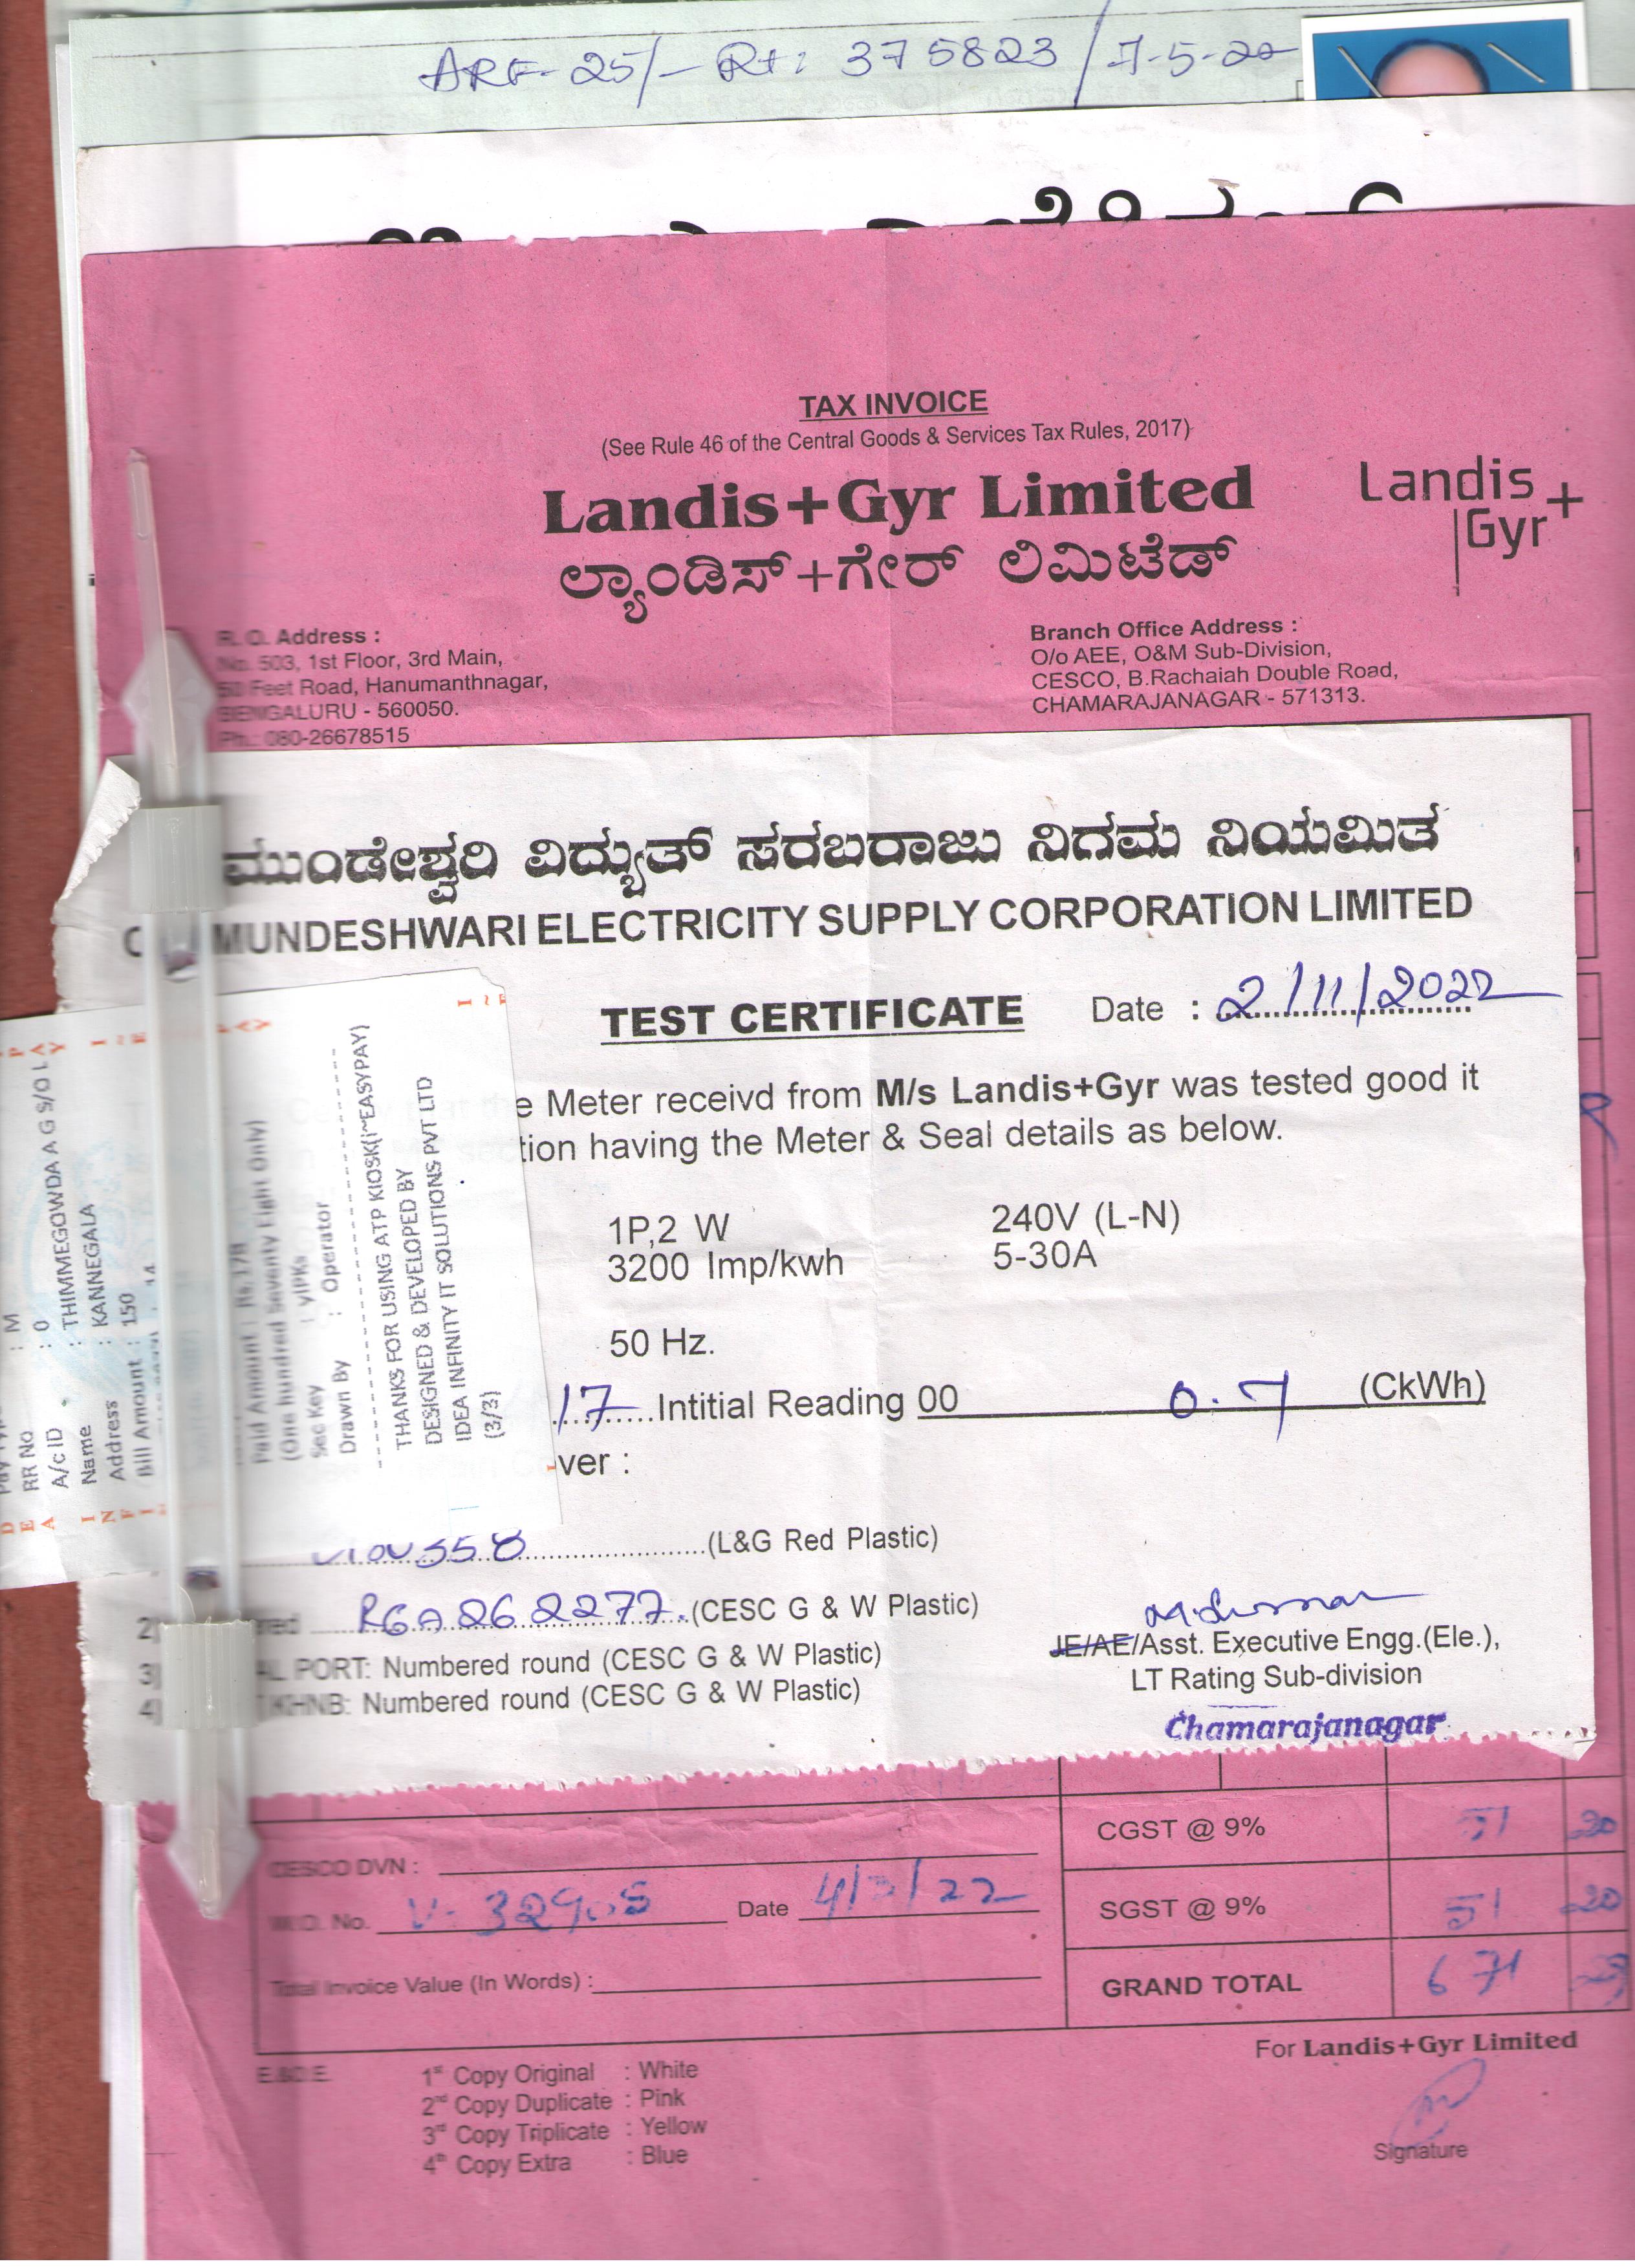 ARF-25/- Rt: 375823 / 7-5-20
TAX INVOICE
(See Rule 46 of the Central Goods & Services Tax Rules, 2017)
Landis+Gyr Limited
ಲ್ಯಾಂಡಿಸ್+ಗೇರ್ ಲಿಮಿಟೆಡ್
Landis
Gyr+
R. O. Address :
No. 503, 1st Floor, 3rd Main,
50 Feet Road, Hanumanthnagar,
BENGALURU - 560050.
Ph.: 080-26678515
Branch Office Address :
O/o AEE, O&M Sub-Division,
CESCO, B.Rachaiah Double Road,
CHAMARAJANAGAR - 571313.
ಮುಂಡೇಶ್ವರಿ ವಿದ್ಯುತ್ ಸರಬರಾಜು ನಿಗಮ ನಿಯಮಿತ
MUNDESHWARI ELECTRICITY SUPPLY CORPORATION LIMITED
TEST CERTIFICATE Date : 2/11/2022
e Meter receivd from M/s Landis+Gyr was tested good it
tion having the Meter & Seal details as below.
1P,2 W 240V (L-N)
3200 Imp/kwh 5-30A
50 Hz.
17 Intitial Reading 00 0.7 (CkWh)
ver :
(L&G Red Plastic)
2) red RGA262277. (CESC G & W Plastic)
3) AL PORT: Numbered round (CESC G & W Plastic)
4) KHNB: Numbered round (CESC G & W Plastic)
JE/AE/Asst. Executive Engg.(Ele.),
LT Rating Sub-division
Chamarajanagar
: M
RR No : 0
A/c ID : THIMMEGOWDA A G S/O LA
Name : KANNEGALA
Address : 150
Bill Amount :
Paid Amount : Rs.178
(One hundred Seventy Eight Only)
Sec Key : yIPKs
Drawn By : Operator
THANKS FOR USING ATP KIOSK(i~EASYPAY)
DESIGNED & DEVELOPED BY
IDEA INFINITY IT SOLUTIONS PVT LTD
(3/3)
CGST @ 9% 51 20
CESCO DVN :
W.O. No. Date 4/3/22
SGST @ 9% 51 20
Total Invoice Value (In Words) :
GRAND TOTAL 671
For Landis+Gyr Limited
E.&O.E.
1st Copy Original : White
2nd Copy Duplicate : Pink
3rd Copy Triplicate : Yellow
4th Copy Extra : Blue
Signature